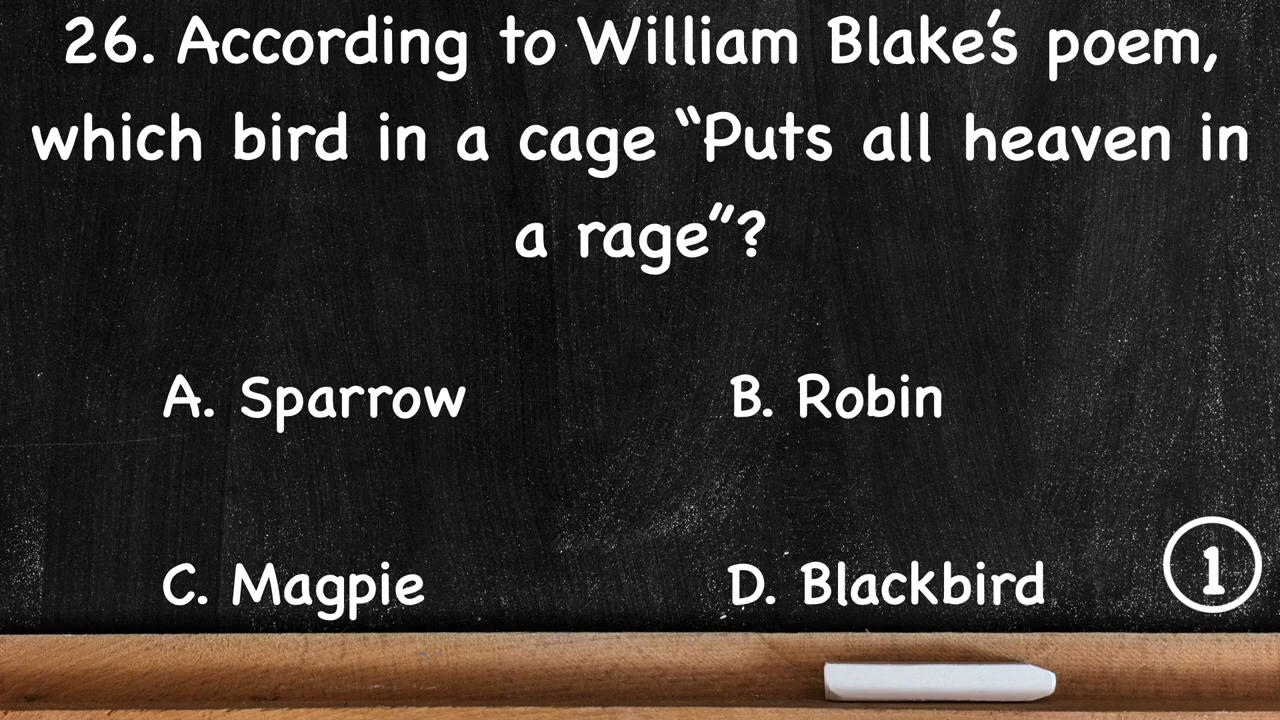 26. According to William Blake's poem,
which bird in a cage “Puts all heaven in
a rage”?
A. Sparrow
B. Robin
C. Magpie
D. Blackbird
1